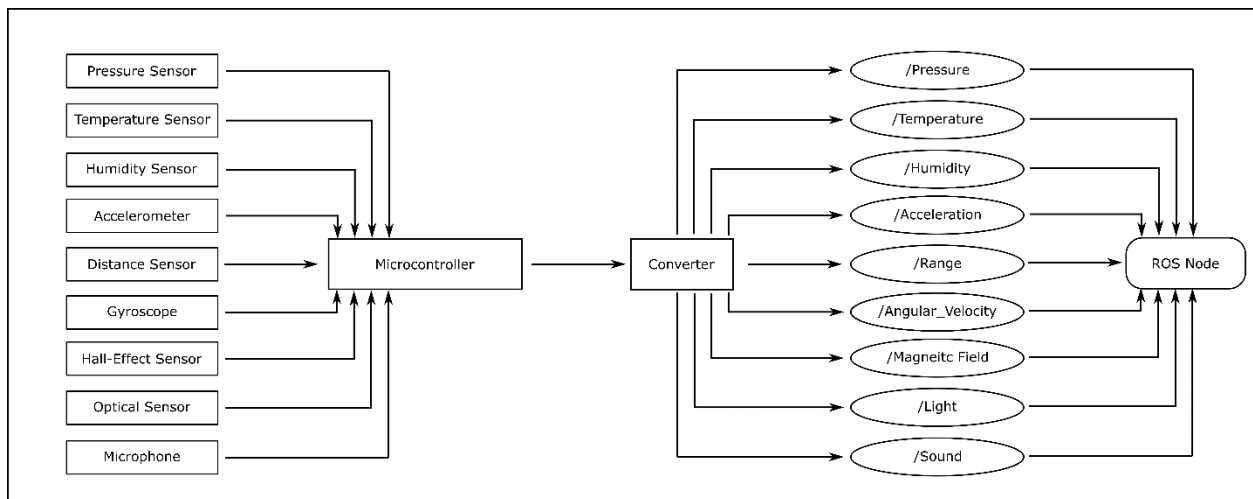 Pressure Sensor
Temperature Sensor
Humidity Sensor
Accelerometer
Distance Sensor
Gyroscope
Hall-Effect Sensor
Optical Sensor
Microphone
Microcontroller
Converter
/Pressure
/Temperature
/Humidity
/Acceleration
/Range
/Angular_Velocity
/Magneitc Field
/Light
/Sound
ROS Node